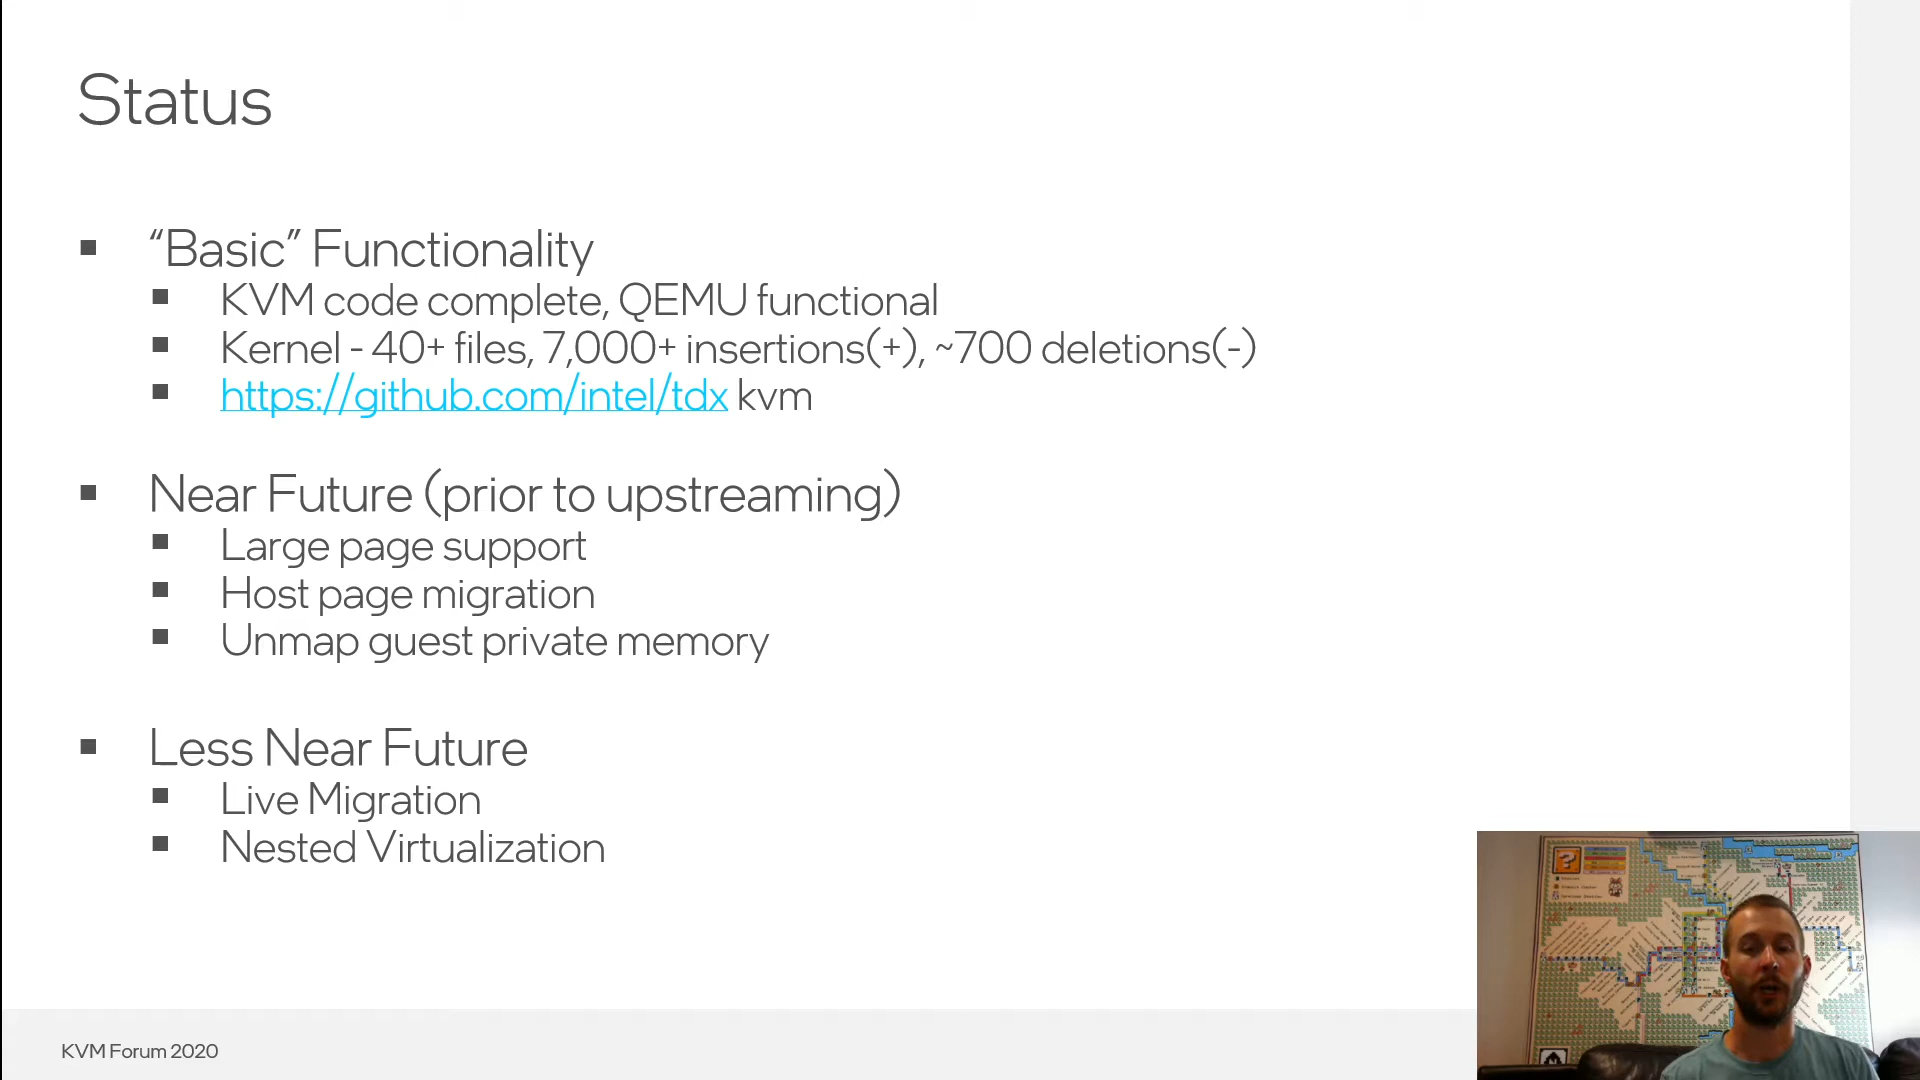 Status
“Basic” Functionality
KVM code complete, QEMU functional
Kernel - 40+ files, 7,000+ insertions(+), ~700 deletions(-)
https://github.com/intel/tdx kvm
Near Future (prior to upstreaming)
Large page support
Host page migration
Unmap guest private memory
Less Near Future
Live Migration
Nested Virtualization
KVM Forum 2020